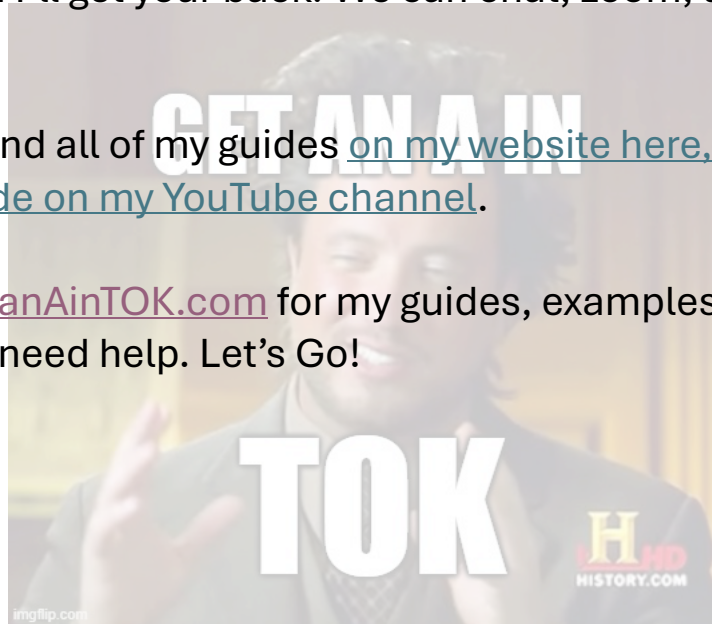 get your back. We can chat, zoom,
GET AN A IN
nd all of my guides on my website here,
de on my YouTube channel.
anAinTOK.com for my guides, examples
need help. Let’s Go!
TOK
H HD
HISTORY.COM
imgflip.com